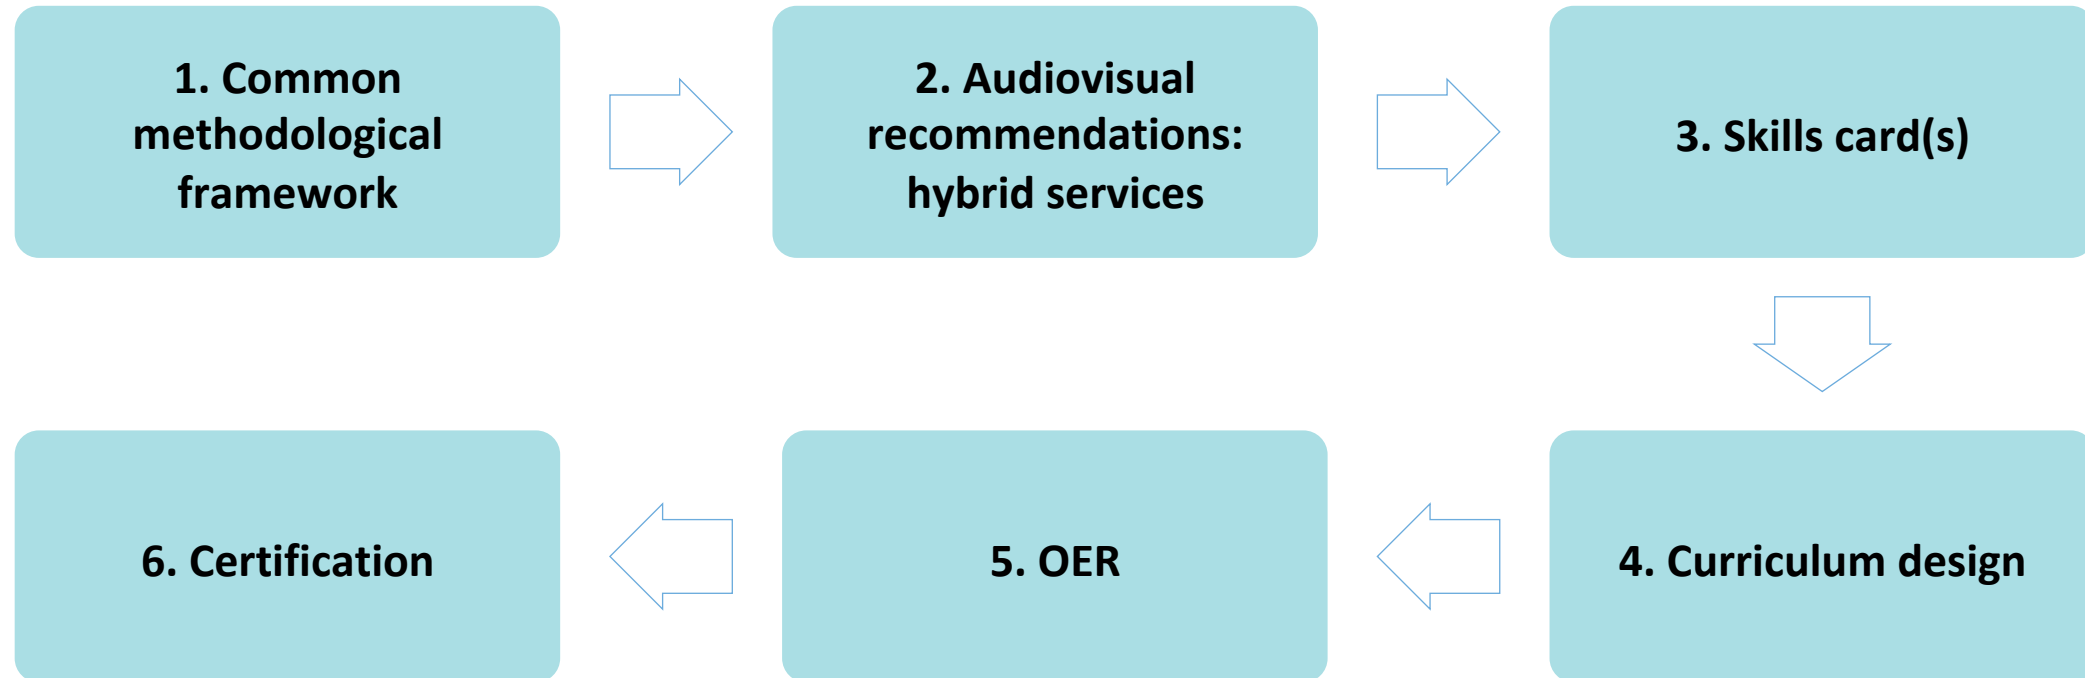 1. Common
methodological
framework
2. Audiovisual
recommendations:
hybrid services
3. Skills card(s)
4. Curriculum design
5. OER
6. Certification